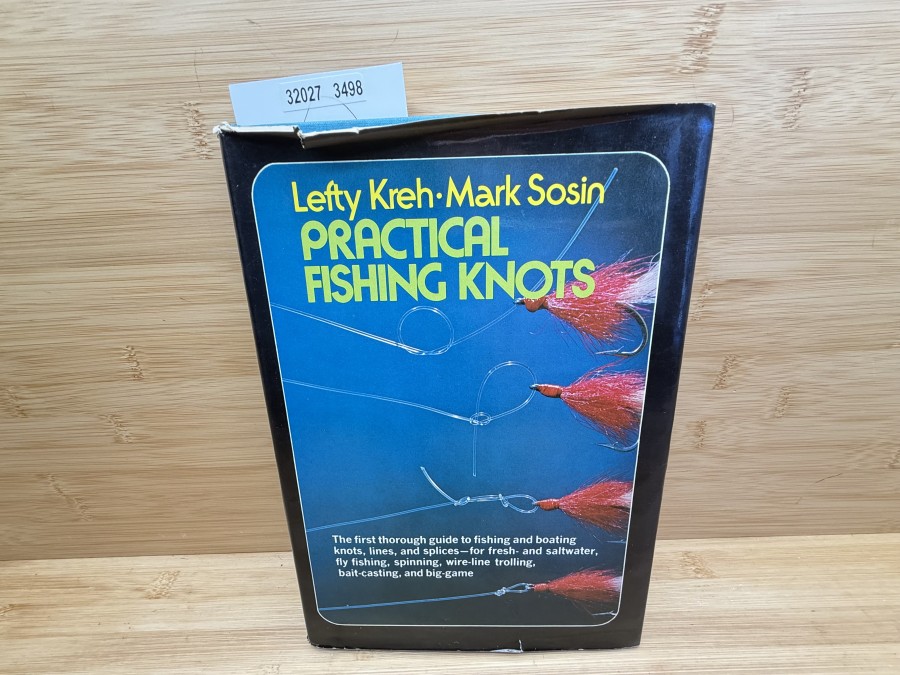 32027 3498
Lefty Kreh·Mark Sosin
PRACTICAL
FISHING KNOTS
The first thorough guide to fishing and boating
knots, lines, and splices—for fresh- and saltwater,
fly fishing, spinning, wire-line trolling,
bait-casting, and big-game